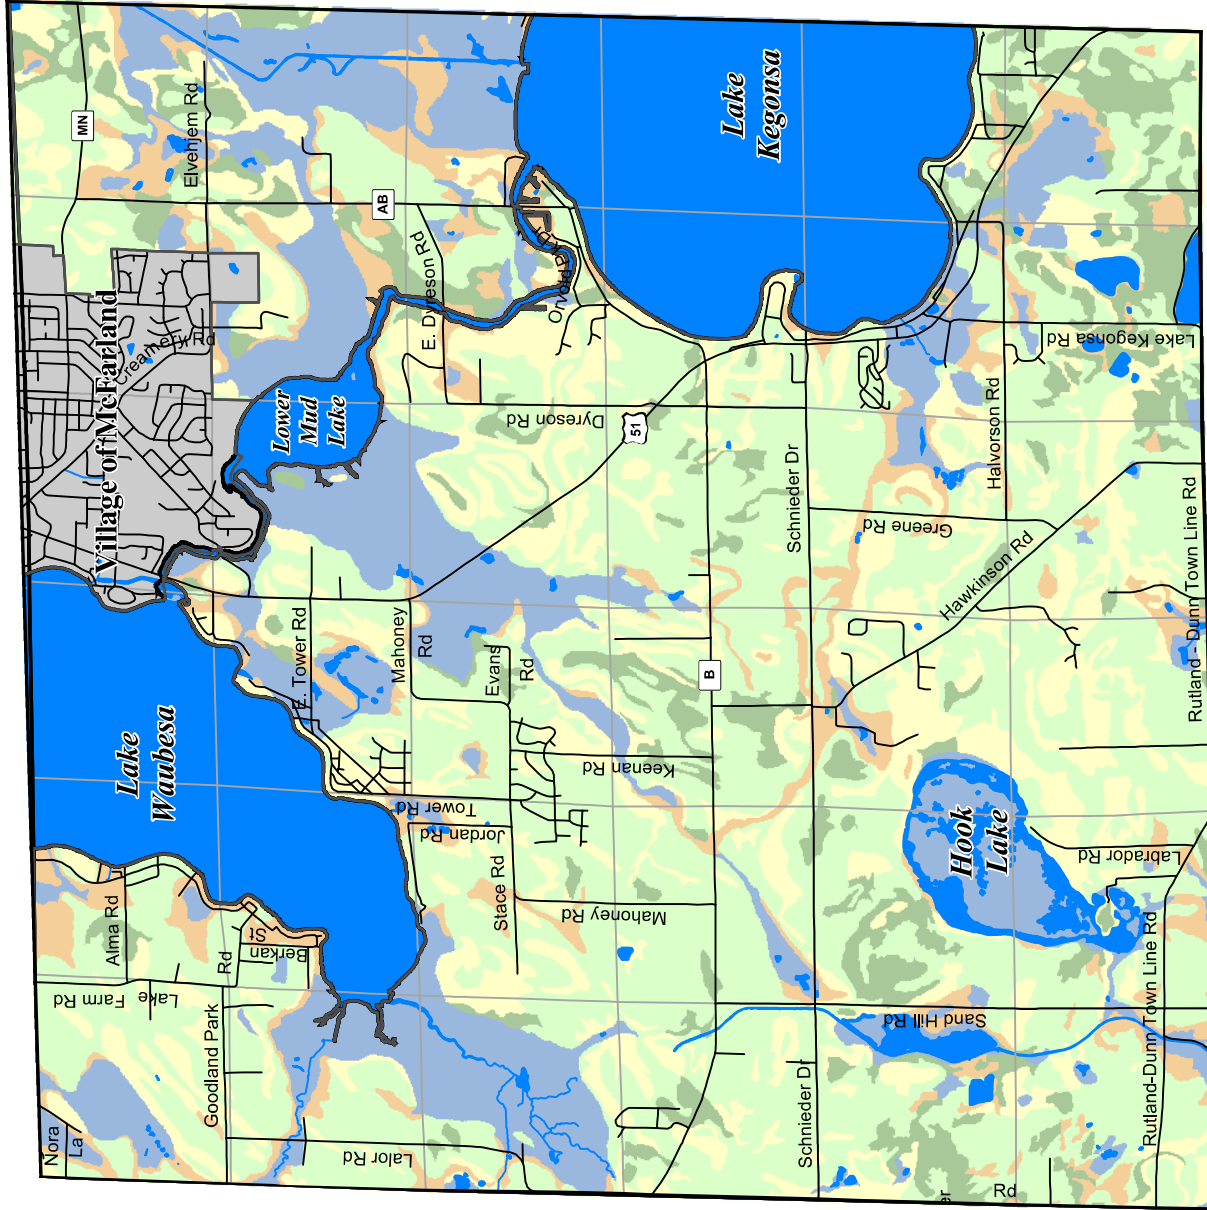 MN
Elvehjem Rd
Village of McFarland
Creamery Rd
AB
E. Dyreson Rd
Orvold
Lake
Kegonsa
Lower
Mud
Lake
Dyreson Rd
51
Lake Kegonsa Rd
Halvorson Rd
Schnieder Dr
Greene Rd
Hawkinson Rd
Rutland - Dunn Town Line Rd
Lake
Waubesa
E. Tower Rd
Mahoney
Rd
Evans
Rd
B
Keenan Rd
Tower Rd
Jordan Rd
Stace Rd
Mahoney Rd
Hook
Lake
Labrador Rd
Alma Rd
Berkan
St
Rd
Goodland Park
Lake Farm Rd
Nora
La
Lalor Rd
Sand Hill Rd
Schnieder Dr
Rutland-Dunn Town Line Rd
er
Rd